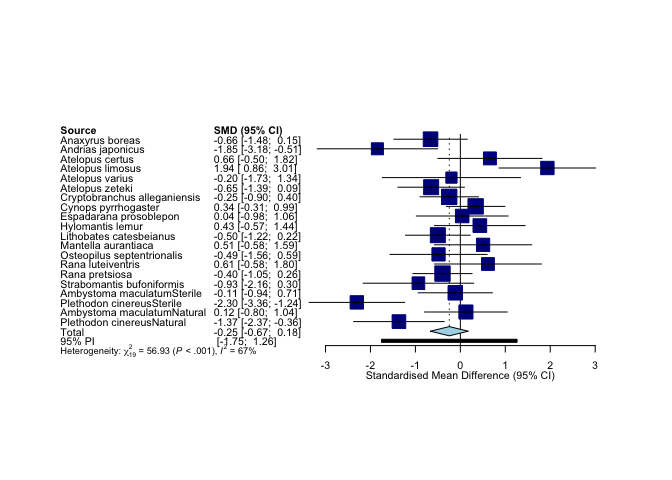 Source SMD (95% CI)
Anaxyrus boreas -0.66 [-1.48; 0.15]
Andrias japonicus -1.85 [-3.18; -0.51]
Atelopus certus 0.66 [-0.50; 1.82]
Atelopus limosus 1.94 [ 0.86; 3.01]
Atelopus varius -0.20 [-1.73; 1.34]
Atelopus zeteki -0.65 [-1.39; 0.09]
Cryptobranchus alleganiensis -0.25 [-0.90; 0.40]
Cynops pyrrhogaster 0.34 [-0.31; 0.99]
Espadarana prosoblepon 0.04 [-0.98; 1.06]
Hylomantis lemur 0.43 [-0.57; 1.44]
Lithobates catesbeianus -0.50 [-1.22; 0.22]
Mantella aurantiaca 0.51 [-0.58; 1.59]
Osteopilus septentrionalis -0.49 [-1.56; 0.59]
Rana luteiventris 0.61 [-0.58; 1.80]
Rana pretsiosa -0.40 [-1.05; 0.26]
Strabomantis bufoniformis -0.93 [-2.16; 0.30]
Ambystoma maculatumSterile -0.11 [-0.94; 0.71]
Plethodon cinereusSterile -2.30 [-3.36; -1.24]
Ambystoma maculatumNatural 0.12 [-0.80; 1.04]
Plethodon cinereusNatural -1.37 [-2.37; -0.36]
Total -0.25 [-0.67; 0.18]
95% PI [-1.75; 1.26]
Heterogeneity: χ²₁₉ = 56.93 (P < .001), I² = 67%
-3 -2 -1 0 1 2 3
Standardised Mean Difference (95% CI)